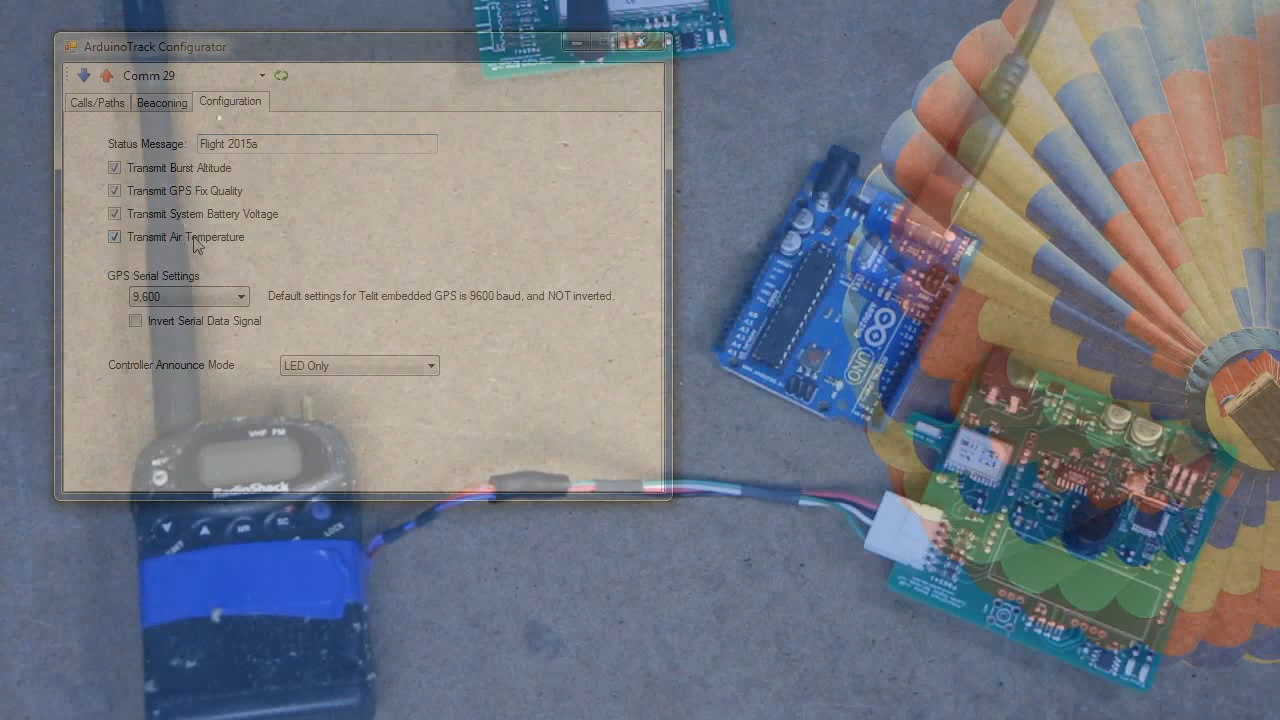 ArduinoTrack Configurator
Comm 29
Calls/Paths Beaconing Configuration
Status Message: Flight 2015a
Transmit Burst Altitude
Transmit GPS Fix Quality
Transmit System Battery Voltage
Transmit Air Temperature
GPS Serial Settings
9,600 Default settings for Telit embedded GPS is 9600 baud, and NOT inverted.
Invert Serial Data Signal
Controller Announce Mode LED Only
VHF FM
RadioShack
LOCK
ARDUINO
UNO